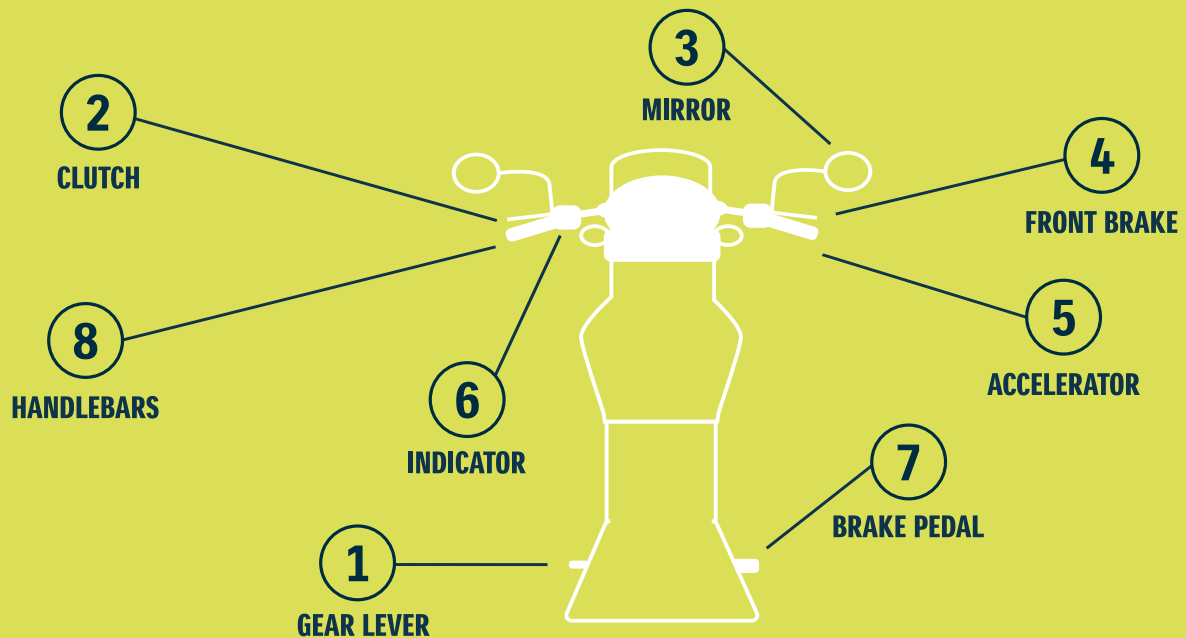 3
MIRROR
2
CLUTCH
4
FRONT BRAKE
8
HANDLEBARS
5
ACCELERATOR
6
INDICATOR
7
BRAKE PEDAL
1
GEAR LEVER